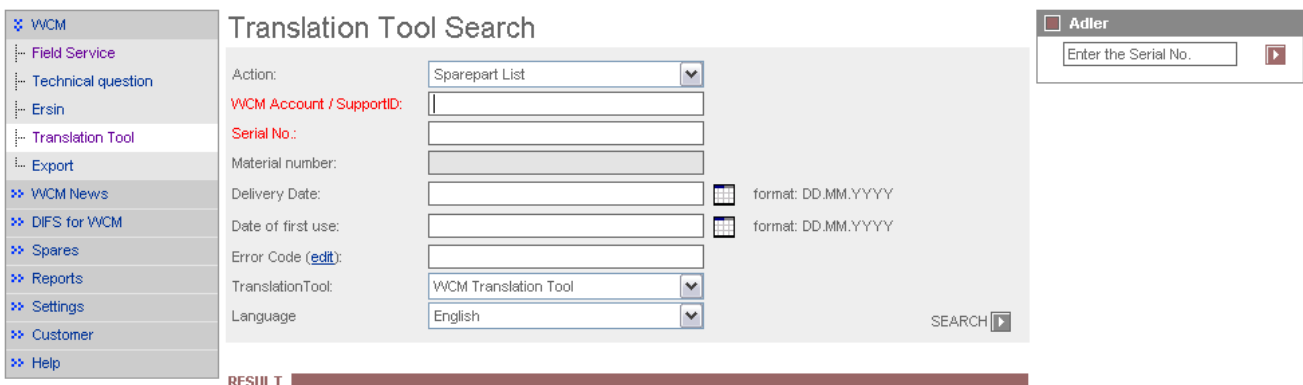 WCM
Field Service
Technical question
Ersin
Translation Tool
Export
WCM News
DIFS for WCM
Spares
Reports
Settings
Customer
Help
Translation Tool Search
Action: Sparepart List
WCM Account / SupportID:
Serial No.:
Material number:
Delivery Date: format: DD.MM.YYYY
Date of first use: format: DD.MM.YYYY
Error Code (edit):
TranslationTool: WCM Translation Tool
Language English
SEARCH
RESULT
Adler
Enter the Serial No.